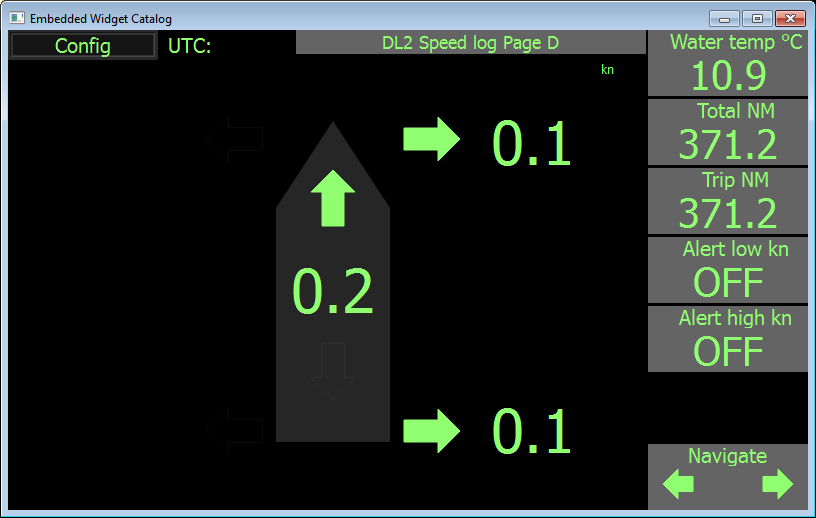 Embedded Widget Catalog
Config
UTC:
DL2 Speed log Page D
kn
0.1
0.2
0.1
Water temp °C
10.9
Total NM
371.2
Trip NM
371.2
Alert low kn
OFF
Alert high kn
OFF
Navigate